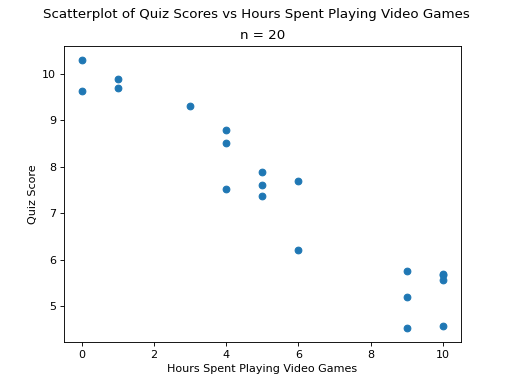 Scatterplot of Quiz Scores vs Hours Spent Playing Video Games
n = 20
10
9
8
7
6
5
Quiz Score
0 2 4 6 8 10
Hours Spent Playing Video Games